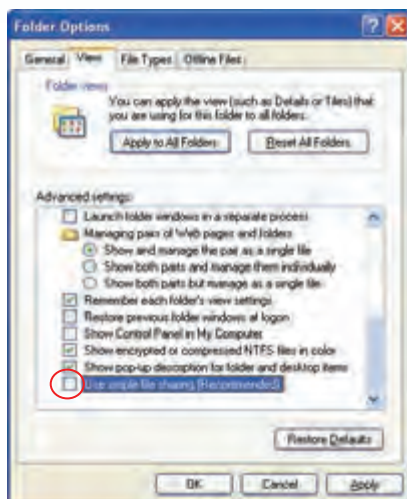 Folder Options
General View File Types Offline Files
Folder views
You can apply the view (such as Details or Tiles) that
you are using for this folder to all folders.
Apply to All Folders Reset All Folders
Advanced settings:
Launch folder windows in a separate process
Managing pairs of Web pages and folders
Show and manage the pair as a single file
Show both parts and manage them individually
Show both parts but manage as a single file
Remember each folder's view settings
Restore previous folder windows at logon
Show Control Panel in My Computer
Show encrypted or compressed NTFS files in color
Show pop-up description for folder and desktop items
Use simple file sharing (Recommended)
Restore Defaults
OK Cancel Apply